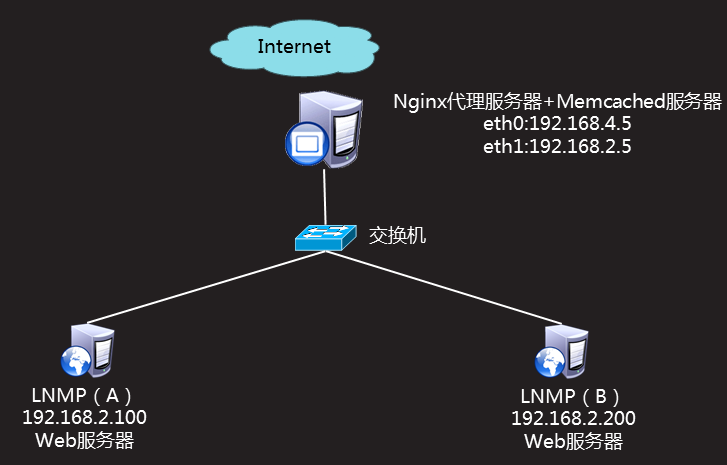 Internet
Nginx代理服务器+Memcached服务器
eth0:192.168.4.5
eth1:192.168.2.5
交换机
LNMP（A）
192.168.2.100
Web服务器
LNMP（B）
192.168.2.200
Web服务器